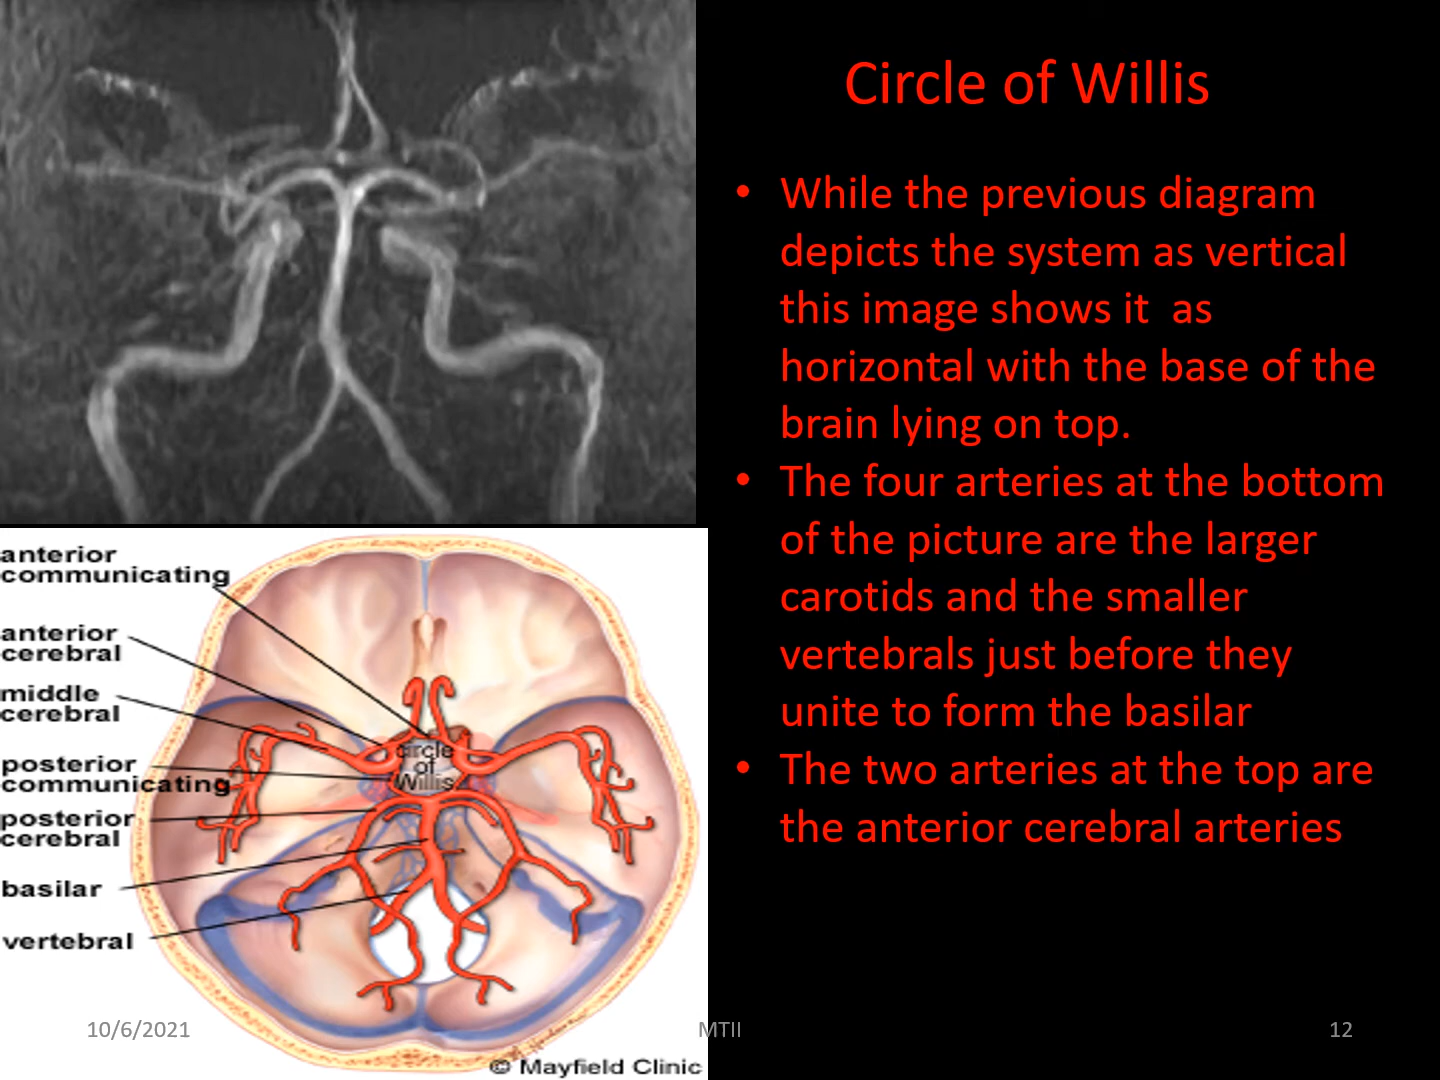 Circle of Willis
• While the previous diagram
depicts the system as vertical
this image shows it  as
horizontal with the base of the
brain lying on top.
• The four arteries at the bottom
of the picture are the larger
carotids and the smaller
vertebrals just before they
unite to form the basilar
• The two arteries at the top are
the anterior cerebral arteries
anterior
communicating
anterior
cerebral
middle
cerebral
posterior
communicating
posterior
cerebral
basilar
vertebral
circle
of
Willis
© Mayfield Clinic
10/6/2021
MTII
12